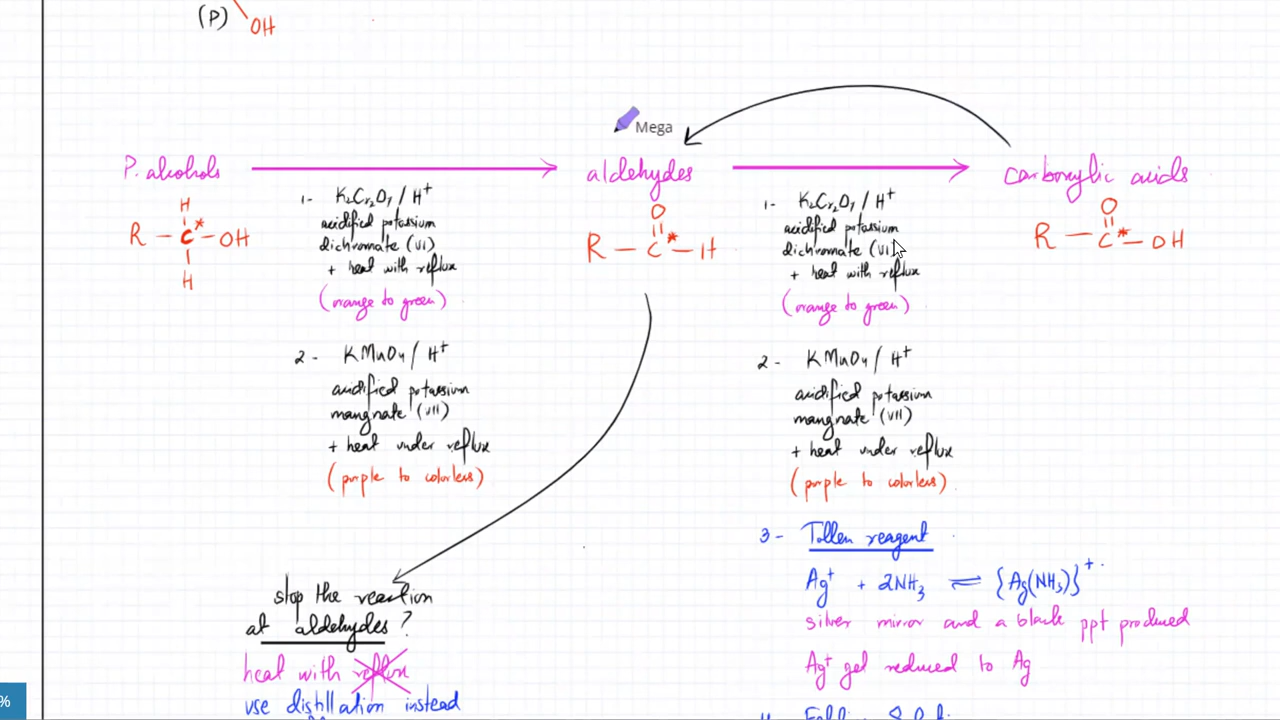 (P)
OH
Mega
P. alcohols
aldehydes
carboxylic acids
H
R - C* - OH
H
O
R - C* - H
O
R - C* - OH
1- K₂Cr₂O₇ / H⁺
acidified potassium
dichromate (VI)
+ heat with reflux
(orange to green)
2- KMnO₄ / H⁺
acidified potassium
mangnate (VII)
+ heat under reflux
(purple to colorless)
1- K₂Cr₂O₇ / H⁺
acidified potassium
dichromate (VI)
+ heat with reflux
(orange to green)
2- KMnO₄ / H⁺
acidified potassium
mangnate (VII)
+ heat under reflux
(purple to colorless)
3- Tollen reagent
Ag⁺ + 2NH₃ ⇌ {Ag(NH₃)}⁺
silver mirror and a black ppt produced
Ag⁺ get reduced to Ag
stop the reaction
at aldehydes?
heat with reflux
use distillation instead
%